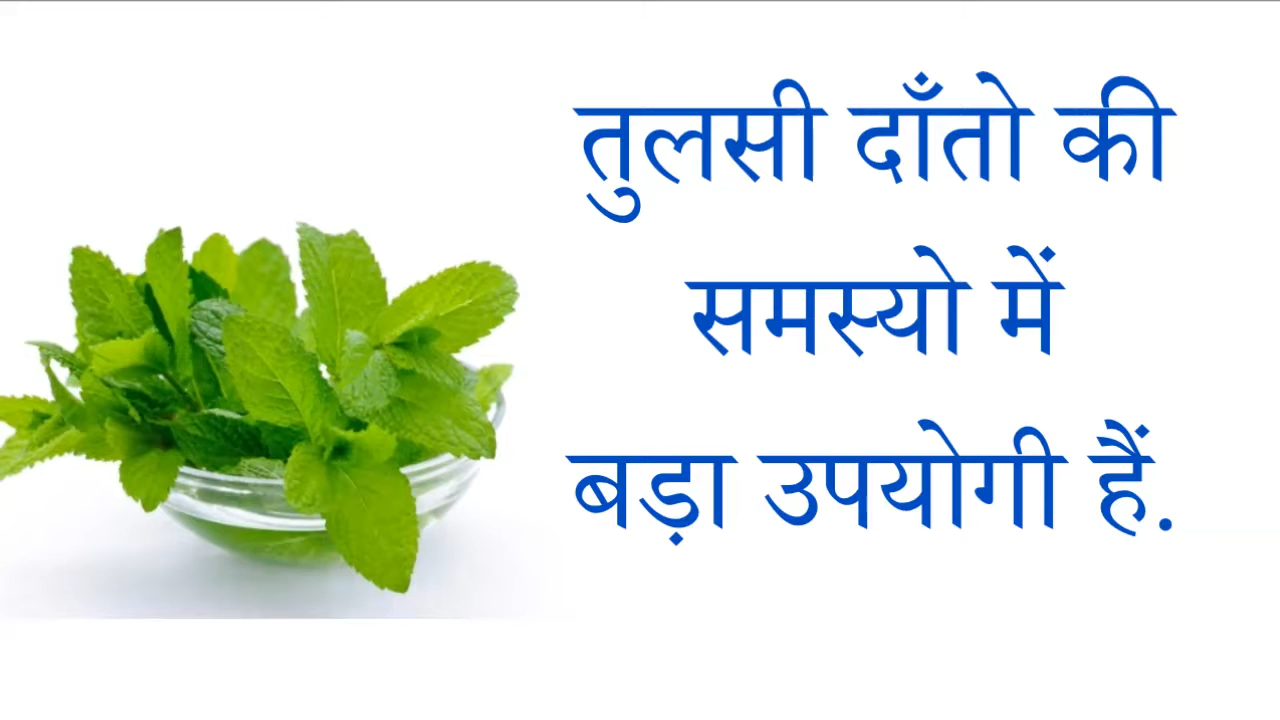 तुलसी दाँतो की
समस्यो में
बड़ा उपयोगी हैं.